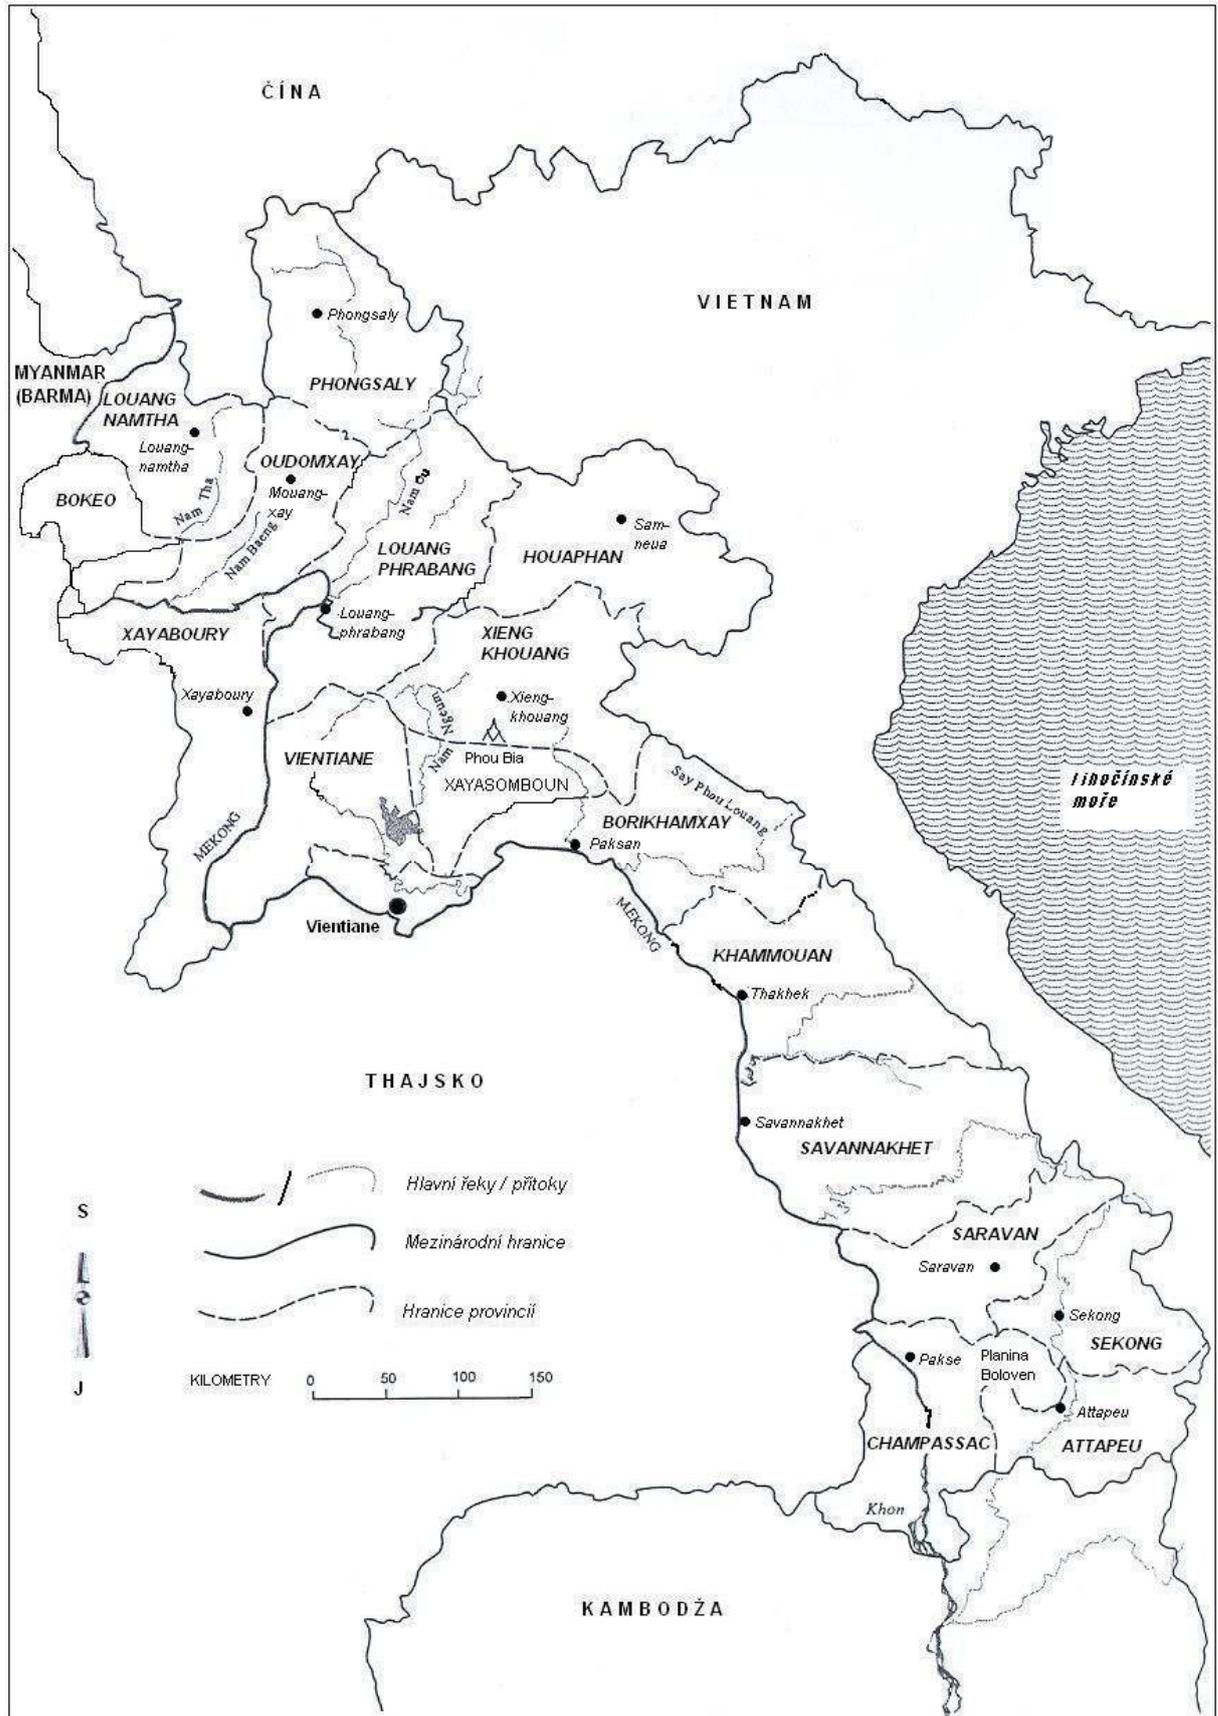 ČÍNA
VIETNAM
Phongsaly
PHONGSALY
MYANMAR
(BARMA)
LOUANG
NAMTHA
Louang-
namtha
OUDOMXAY
Mouang-
xay
BOKEO
Nam Tha
Nam Baeng
Nam Ou
LOUANG
PHRABANG
HOUAPHAN
Sam-
neua
Louang-
phrabang
XAYABOURY
XIENG
KHOUANG
Xayaboury
Xieng-
khouang
Nam Ngeum
VIENTIANE
Phou Bia
XAYASOMBOUN
Say Phou Louang
BORIKHAMXAY
Paksan
MEKONG
Vientiane
MEKONG
KHAMMOUAN
Thakhek
Jihočínské
moře
THAJSKO
Savannakhet
SAVANNAKHET
Hlavní řeky / přítoky
S
Mezinárodní hranice
SARAVAN
Saravan
Hranice provincií
Sekong
SEKONG
J
KILOMETRY
0 50 100 150
Pakse
Planina
Boloven
Attapeu
CHAMPASSAC
ATTAPEU
Khon
KAMBODŽA